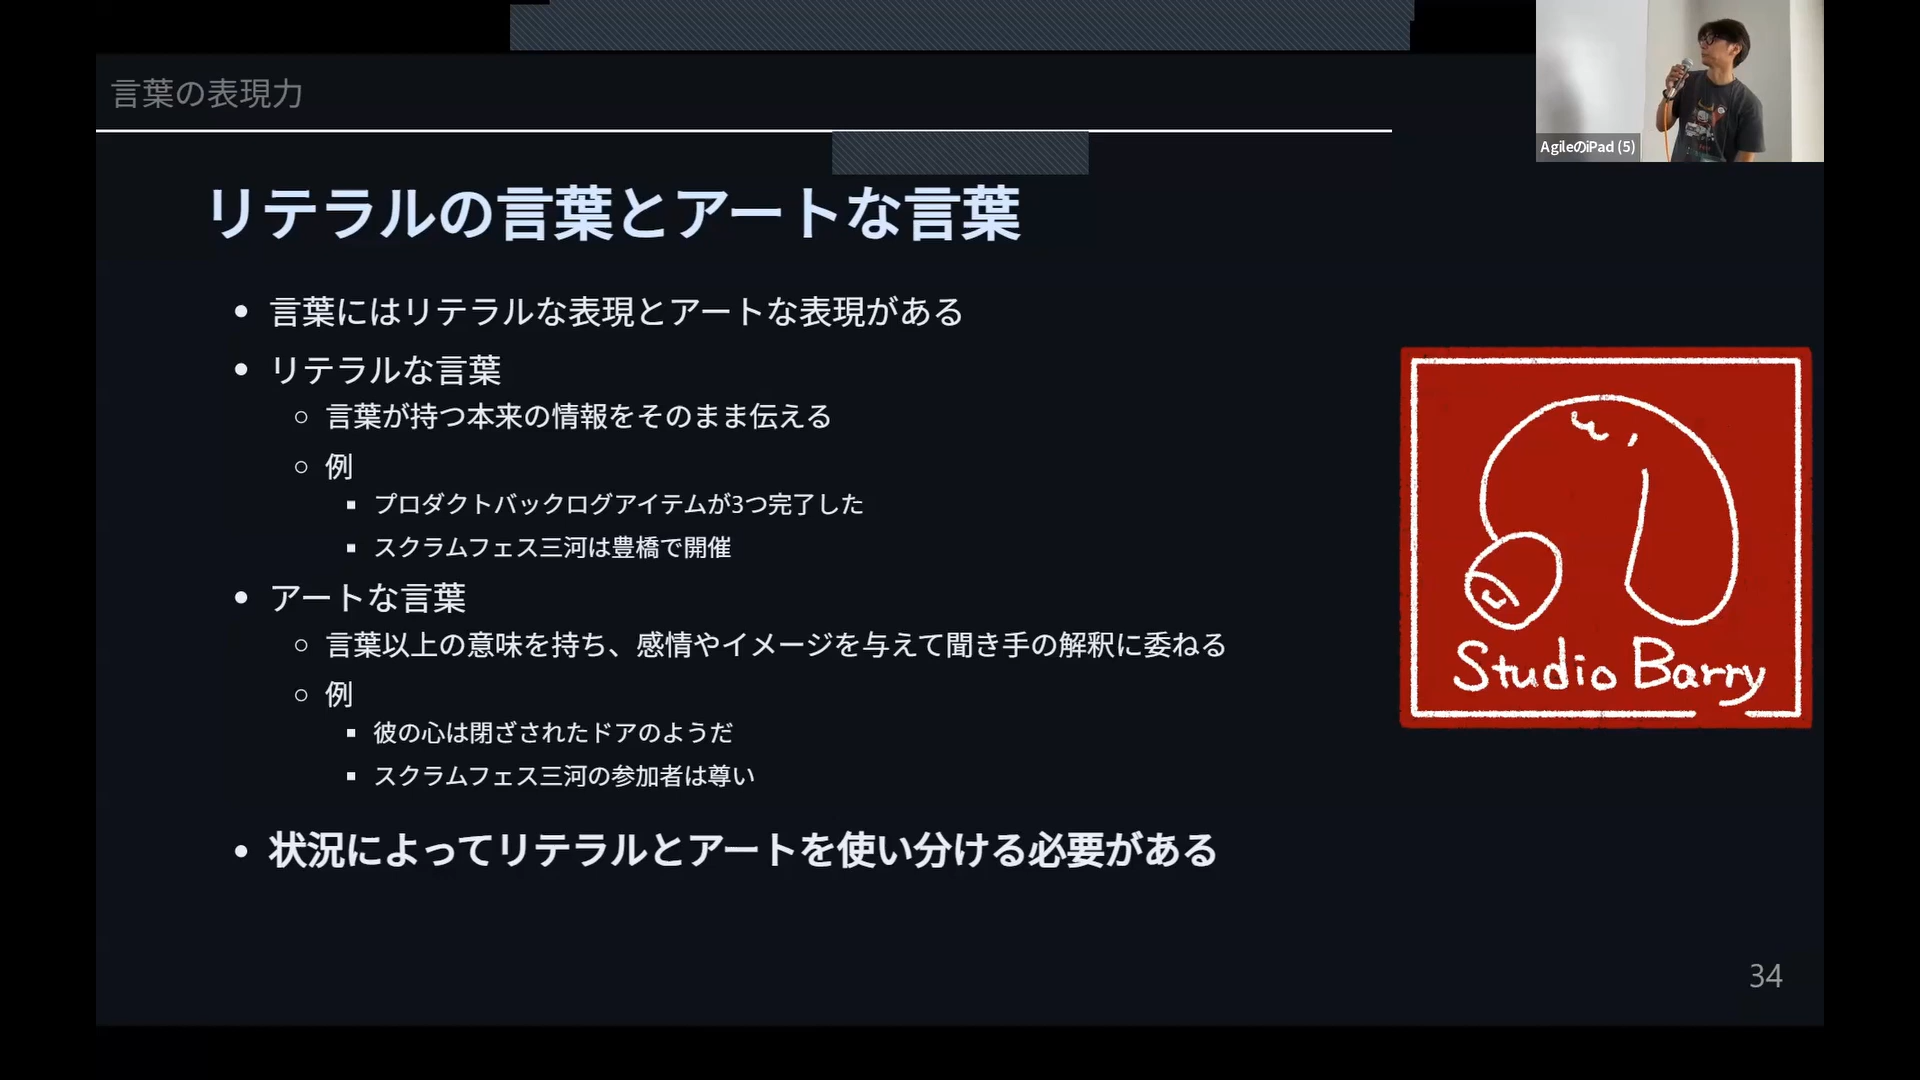 言葉の表現力
AgileのiPad (5)
リテラルの言葉とアートな言葉
言葉にはリテラルな表現とアートな表現がある
リテラルな言葉
言葉が持つ本来の情報をそのまま伝える
例
プロダクトバックログアイテムが3つ完了した
スクラムフェス三河は豊橋で開催
アートな言葉
言葉以上の意味を持ち、感情やイメージを与えて聞き手の解釈に委ねる
例
彼の心は閉ざされたドアのようだ
スクラムフェス三河の参加者は尊い
状況によってリテラルとアートを使い分ける必要がある
Studio Barry
34